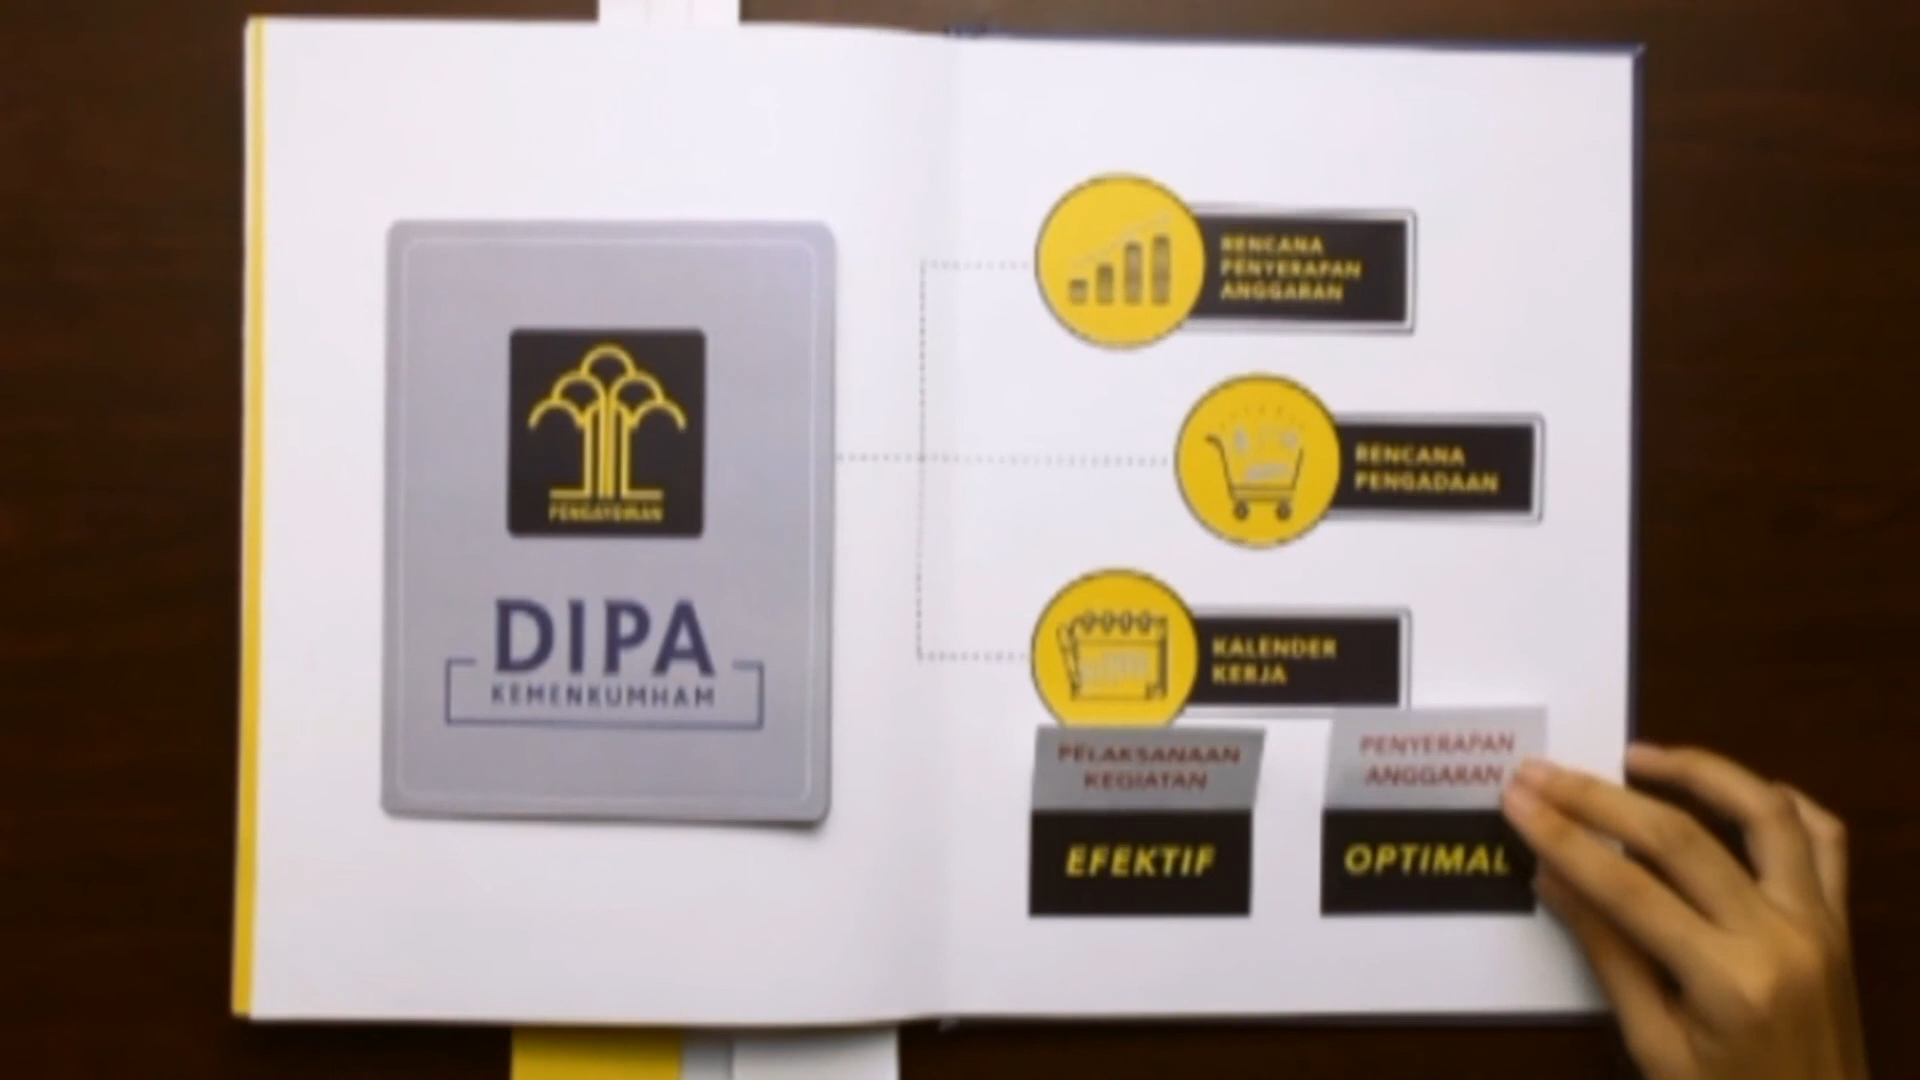 PENGAYOMAN
DIPA
KEMENKUMHAM
RENCANA
PENYERAPAN
ANGGARAN
RENCANA
PENGADAAN
KALENDER
KERJA
PELAKSANAAN
KEGIATAN
EFEKTIF
PENYERAPAN
ANGGARAN
OPTIMAL